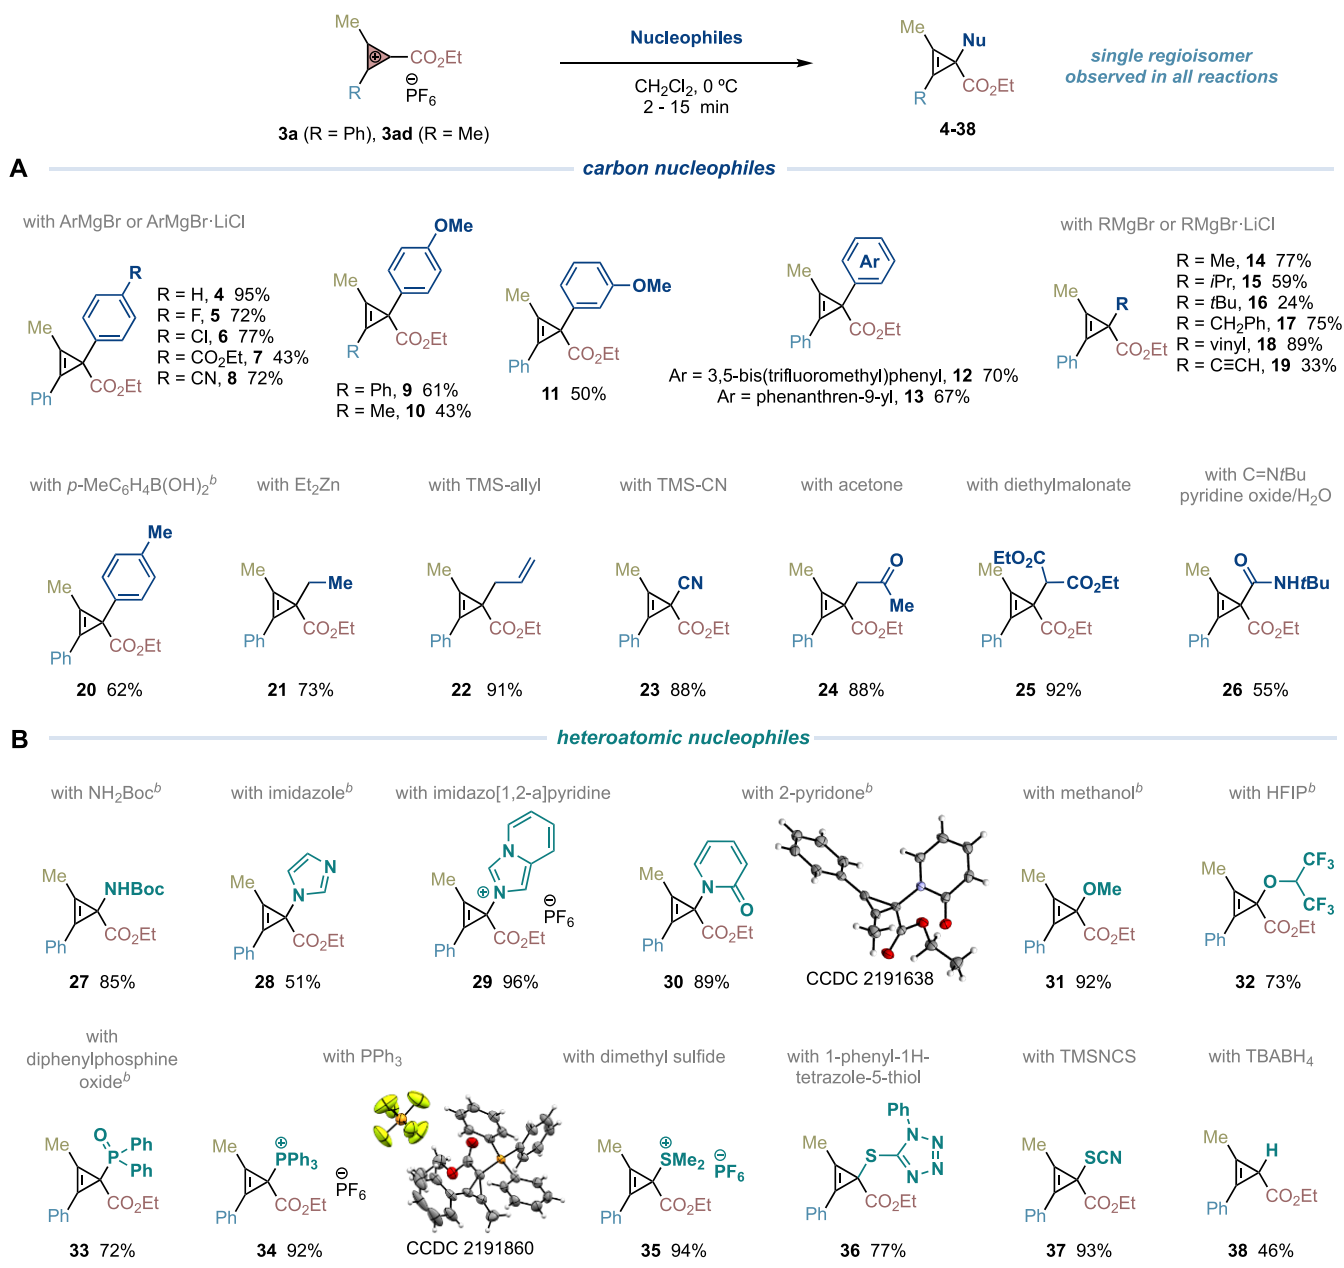 Me
CO2Et
⊕
R
⊖
PF6
3a (R = Ph), 3ad (R = Me)
Nucleophiles
CH2Cl2, 0 ºC
2 - 15 min
Me
Nu
R
CO2Et
4-38
single regioisomer
observed in all reactions
A
carbon nucleophiles
with ArMgBr or ArMgBr·LiCl
R
Me
Ph
CO2Et
R = H, 4 95%
R = F, 5 72%
R = Cl, 6 77%
R = CO2Et, 7 43%
R = CN, 8 72%
OMe
Me
R
CO2Et
R = Ph, 9 61%
R = Me, 10 43%
Me
OMe
Ph
CO2Et
11 50%
Ar
Me
Ph
CO2Et
Ar = 3,5-bis(trifluoromethyl)phenyl, 12 70%
Ar = phenanthren-9-yl, 13 67%
with RMgBr or RMgBr·LiCl
Me
R
Ph
CO2Et
R = Me, 14 77%
R = iPr, 15 59%
R = tBu, 16 24%
R = CH2Ph, 17 75%
R = vinyl, 18 89%
R = C≡CH, 19 33%
with p-MeC6H4B(OH)2b
Me
Me
Ph
CO2Et
20 62%
with Et2Zn
Me
Me
Ph
CO2Et
21 73%
with TMS-allyl
Me
Ph
CO2Et
22 91%
with TMS-CN
Me
CN
Ph
CO2Et
23 88%
with acetone
Me
O
Me
Ph
CO2Et
24 88%
with diethylmalonate
EtO2C
Me
CO2Et
Ph
CO2Et
25 92%
with C=NtBu
pyridine oxide/H2O
O
Me
NHtBu
Ph
CO2Et
26 55%
B
heteroatomic nucleophiles
with NH2Bocb
Me
NHBoc
Ph
CO2Et
27 85%
with imidazoleb
N
Me
N
Ph
CO2Et
28 51%
with imidazo[1,2-a]pyridine
N
Me
N
⊕
⊖
PF6
Ph
CO2Et
29 96%
with 2-pyridoneb
Me
N
O
Ph
CO2Et
30 89%
CCDC 2191638
with methanolb
Me
OMe
Ph
CO2Et
31 92%
with HFIPb
CF3
Me
O
CF3
Ph
CO2Et
32 73%
with
diphenylphosphine
oxideb
O
Ph
Me
P
Ph
Ph
CO2Et
33 72%
with PPh3
⊕
Me
PPh3
⊖
PF6
Ph
CO2Et
34 92%
CCDC 2191860
with dimethyl sulfide
⊕
Me
SMe2
⊖
PF6
Ph
CO2Et
35 94%
with 1-phenyl-1H-
tetrazole-5-thiol
Ph
N
N
Me
S
N
N
Ph
CO2Et
36 77%
with TMSNCS
Me
SCN
Ph
CO2Et
37 93%
with TBABH4
Me
H
Ph
CO2Et
38 46%